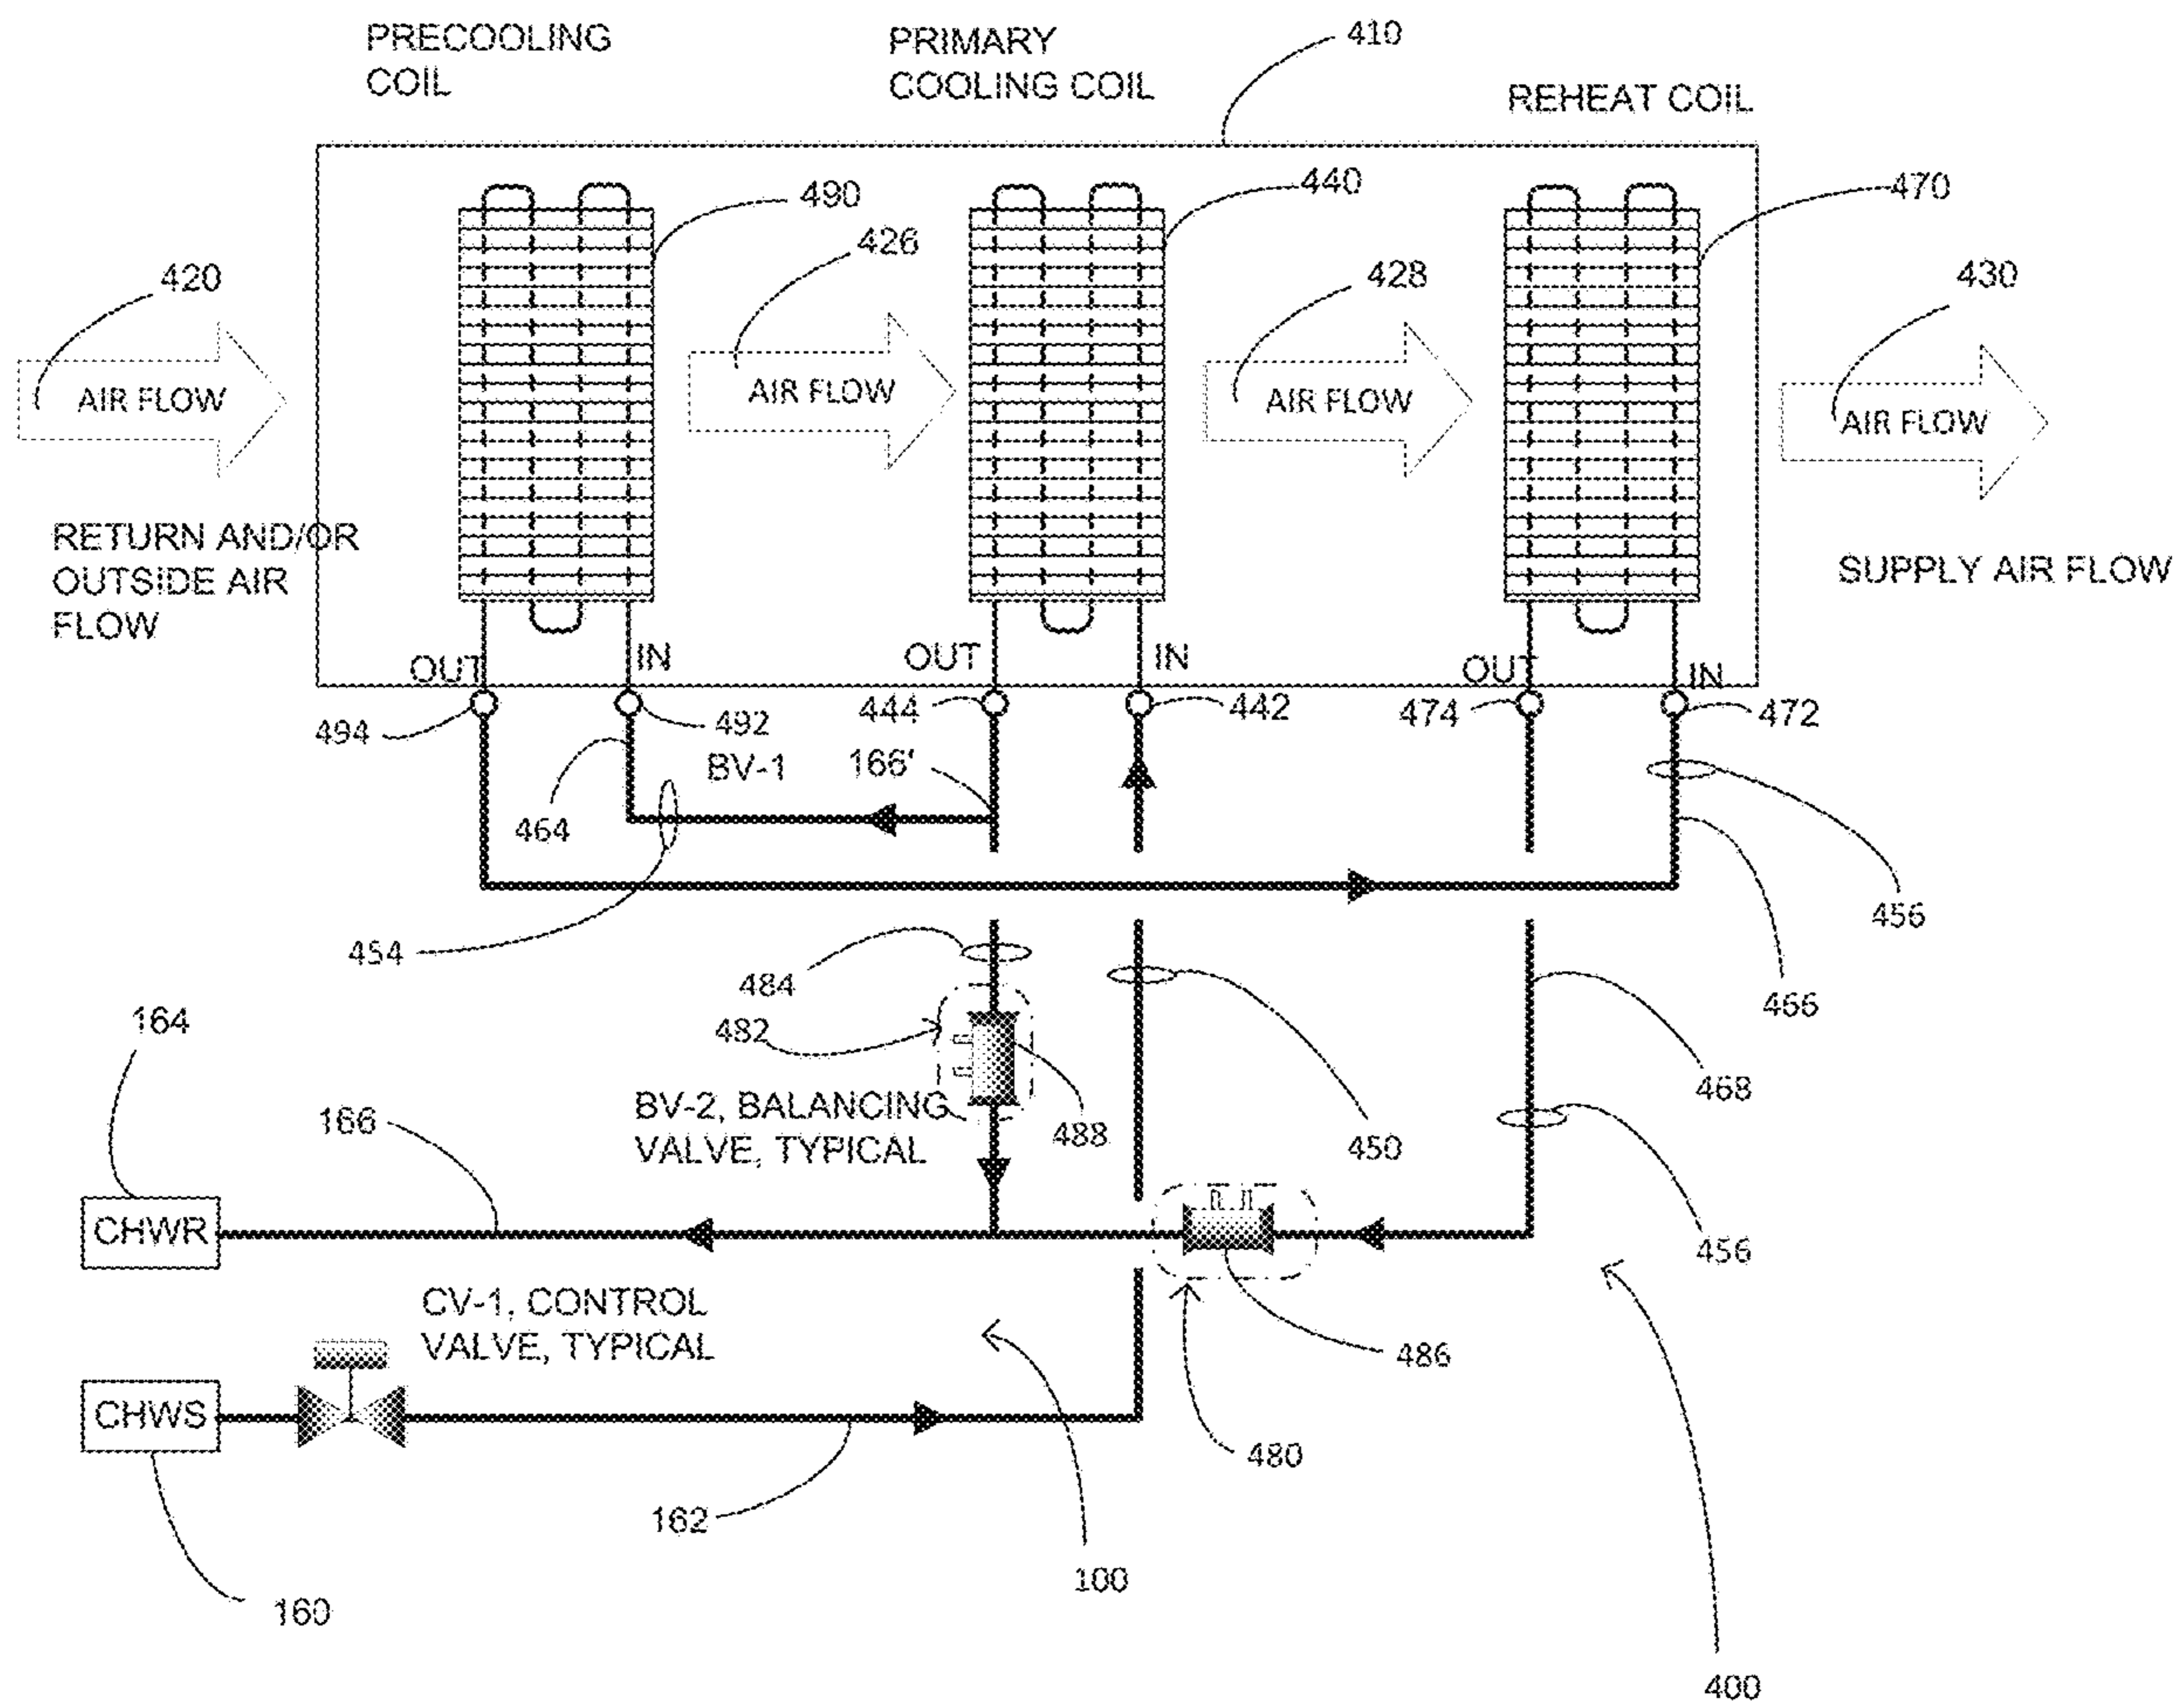 PRECOOLING
COIL
PRIMARY
COOLING COIL
410
REHEAT COIL
490
440
470
426
420
428
430
AIR FLOW
AIR FLOW
AIR FLOW
AIR FLOW
RETURN AND/OR
OUTSIDE AIR
FLOW
SUPPLY AIR FLOW
OUT
IN
OUT
IN
OUT
IN
494
492
444
442
474
472
BV-1
166'
464
456
454
484
466
482
164
468
BV-2, BALANCING
VALVE, TYPICAL
166
488
450
CHWR
456
CV-1, CONTROL
VALVE, TYPICAL
486
CHWS
480
162
100
160
400